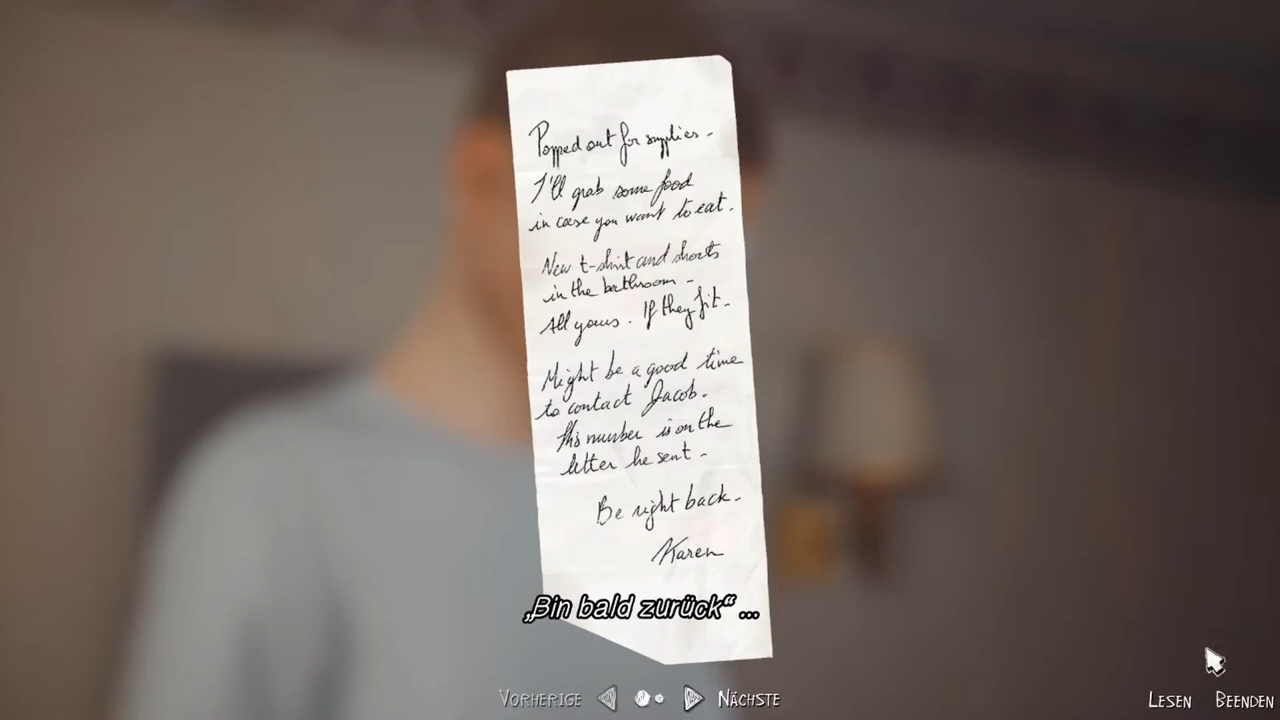 Popped out for supplies -
I'll grab some food
in case you want to eat.
New t-shirt and shorts
in the bathroom -
All yours. If they fit -
Might be a good time
to contact Jacob.
His number is on the
letter he sent -
Be right back -
Karen
„Bin bald zurück“ ...
Vorherige
Nächste
Lesen
Beenden